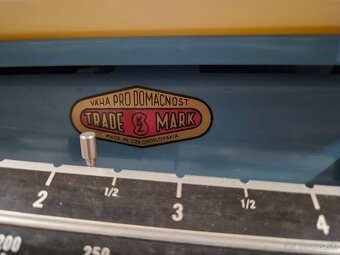 VÁHA PRO DOMÁCNOST
TRADE S MARK
MADE IN CZECHOSLOVAKIA
2 1/2 3 1/2 4
200 250